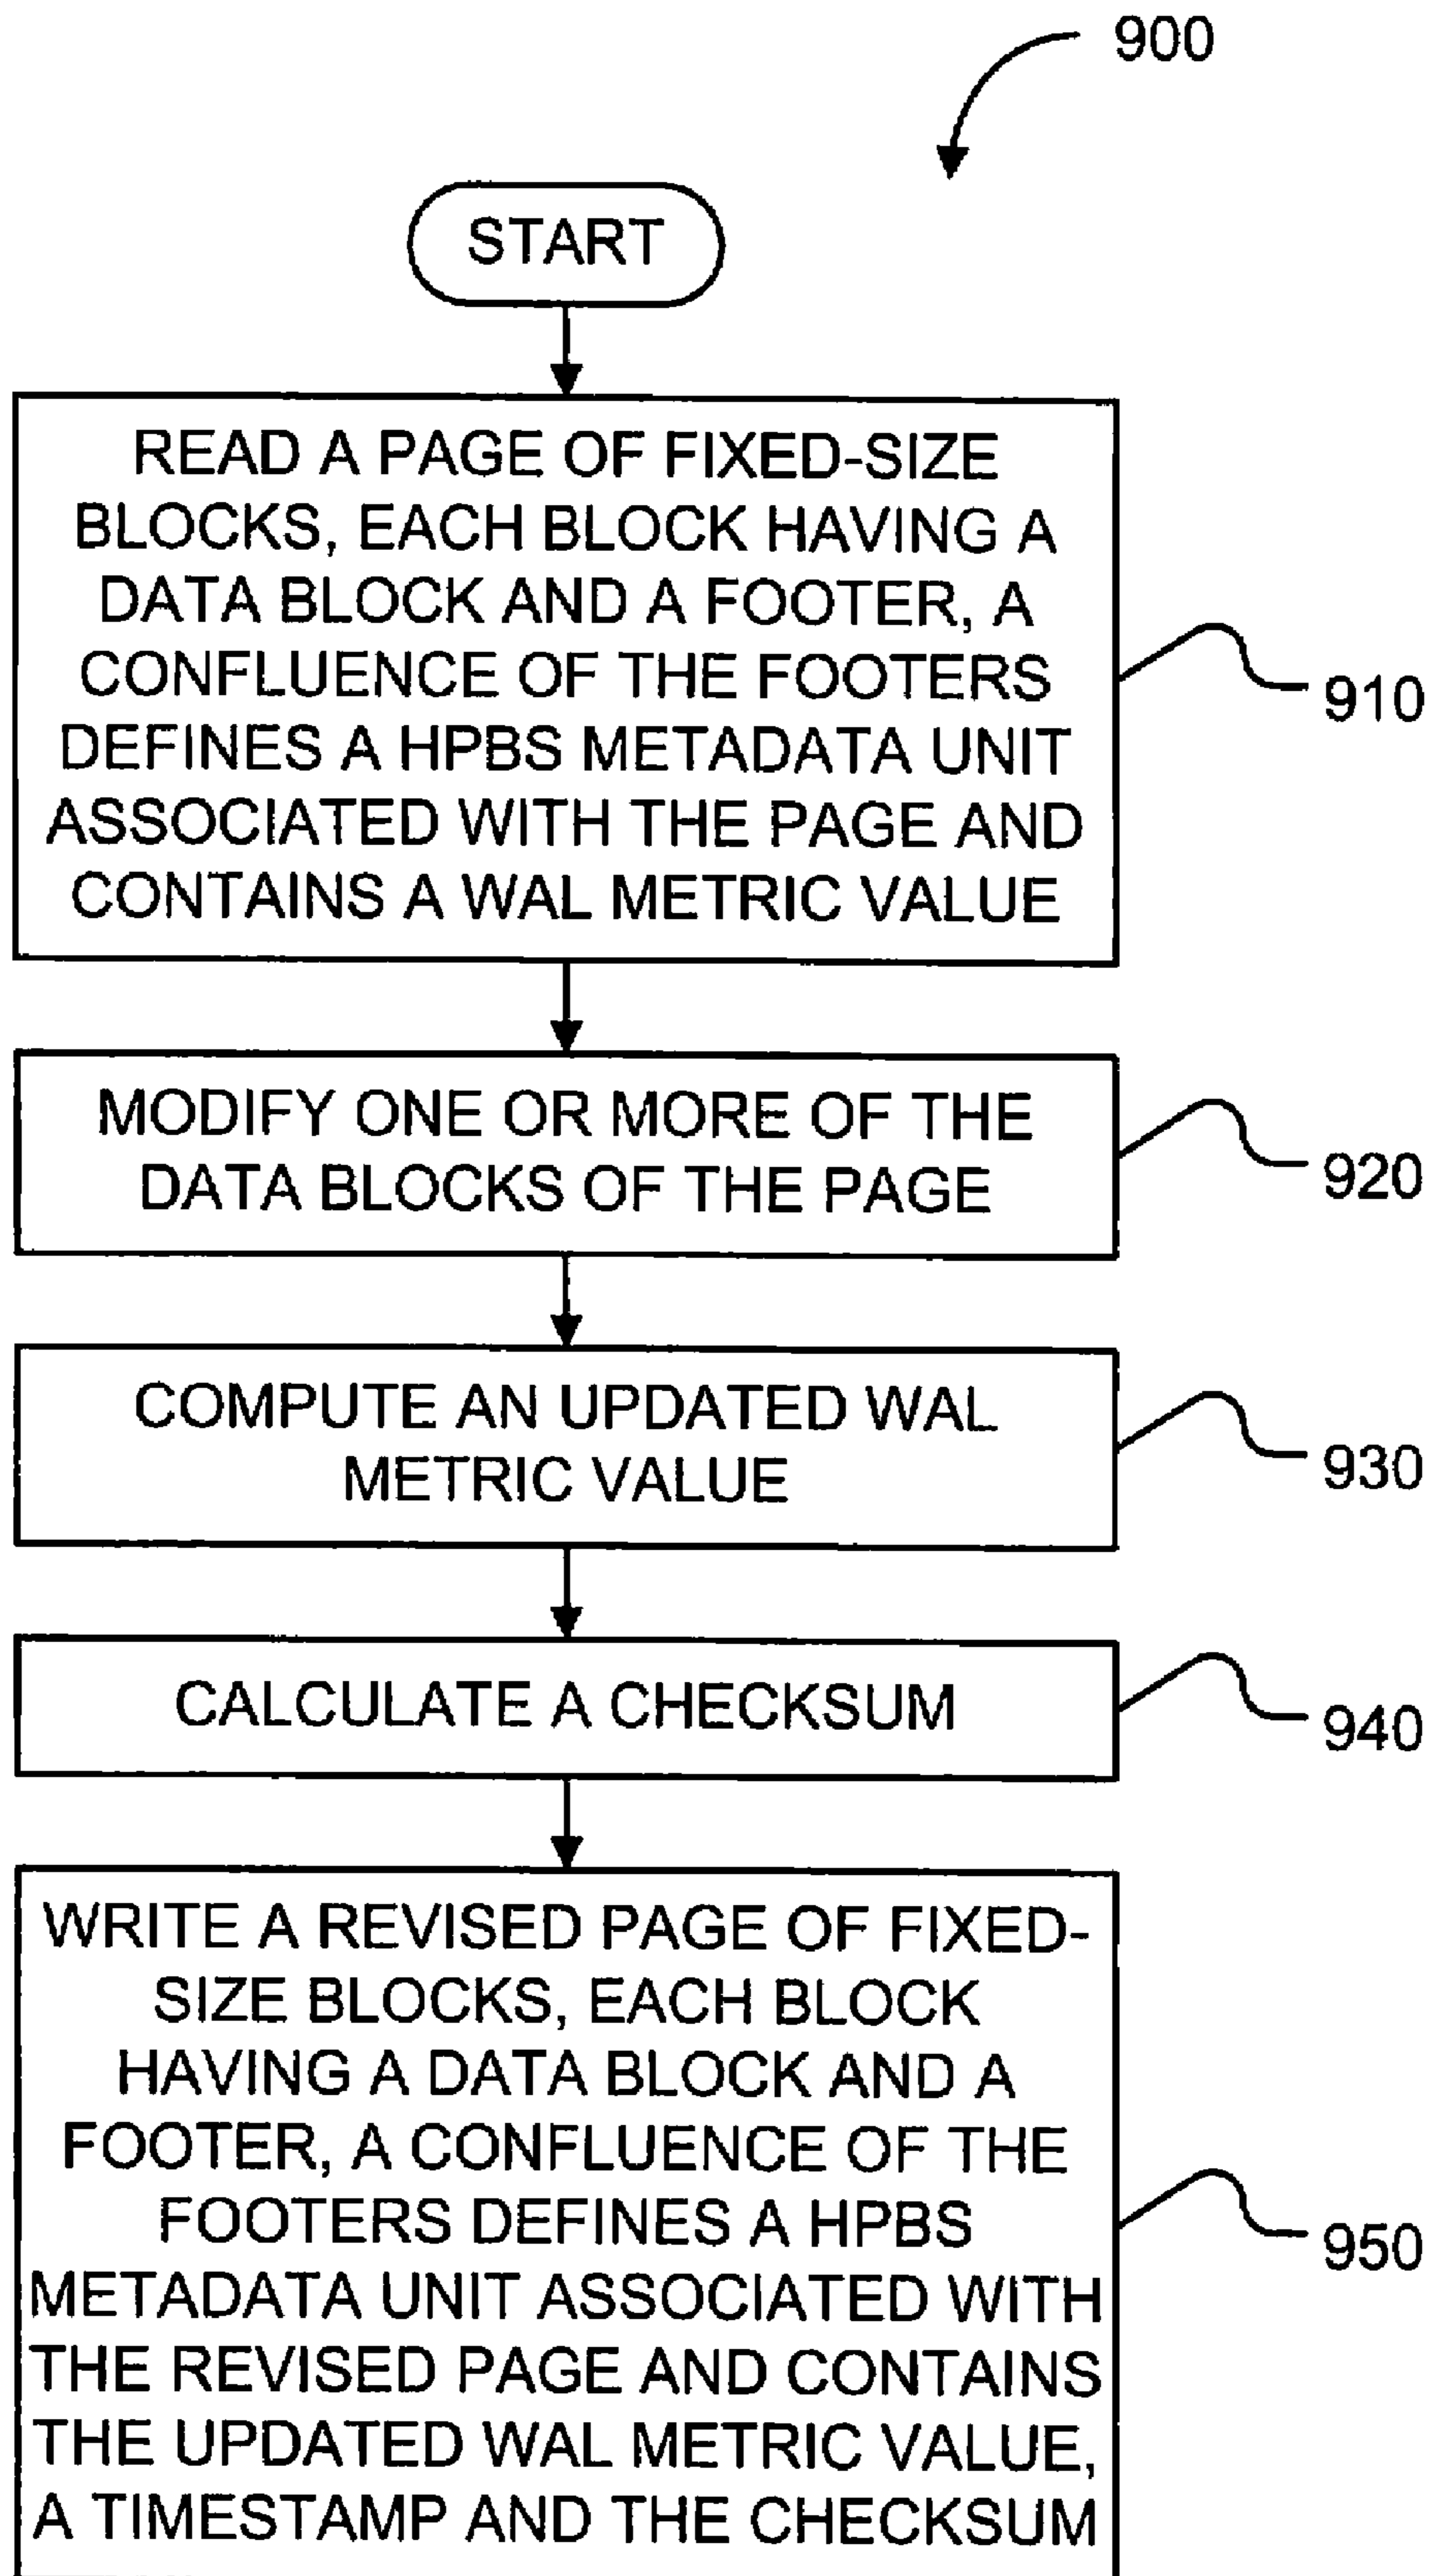 900
START
READ A PAGE OF FIXED-SIZE
BLOCKS, EACH BLOCK HAVING A
DATA BLOCK AND A FOOTER, A
CONFLUENCE OF THE FOOTERS
DEFINES A HPBS METADATA UNIT
ASSOCIATED WITH THE PAGE AND
CONTAINS A WAL METRIC VALUE
910
MODIFY ONE OR MORE OF THE
DATA BLOCKS OF THE PAGE
920
COMPUTE AN UPDATED WAL
METRIC VALUE
930
CALCULATE A CHECKSUM
940
WRITE A REVISED PAGE OF FIXED-
SIZE BLOCKS, EACH BLOCK
HAVING A DATA BLOCK AND A
FOOTER, A CONFLUENCE OF THE
FOOTERS DEFINES A HPBS
METADATA UNIT ASSOCIATED WITH
THE REVISED PAGE AND CONTAINS
THE UPDATED WAL METRIC VALUE,
A TIMESTAMP AND THE CHECKSUM
950